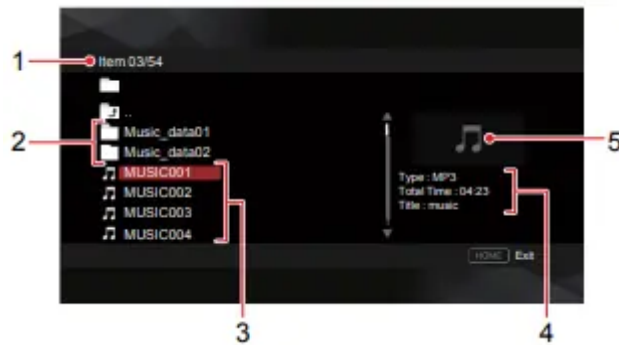 1
Item 03/54
..
2
Music_data01
Music_data02
5
MUSIC001
MUSIC002
MUSIC003
MUSIC004
Type : MP3
Total Time : 04:23
Title : music
HOME Exit
3
4